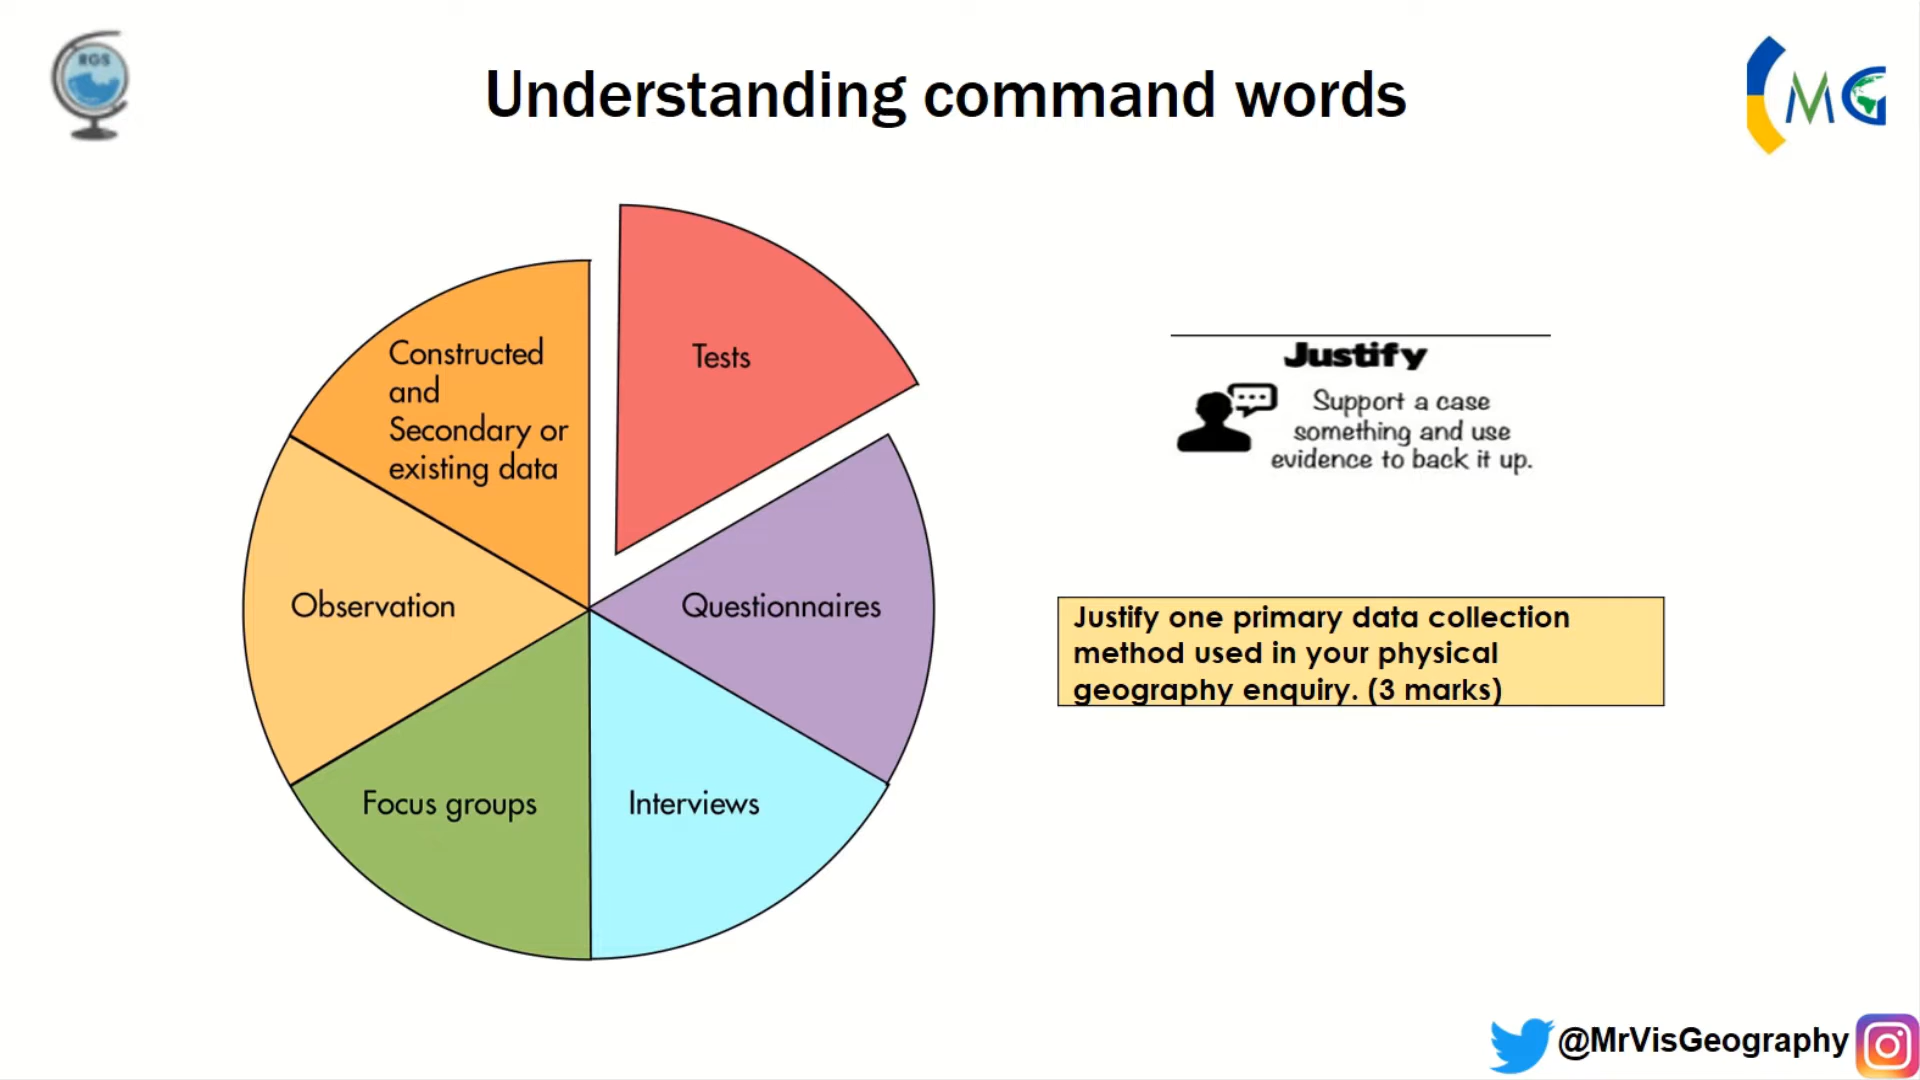 RGS
Understanding command words
MG
Tests
Constructed
and
Secondary or
existing data
Observation
Questionnaires
Focus groups
Interviews
Justify
Support a case
something and use
evidence to back it up.
Justify one primary data collection
method used in your physical
geography enquiry. (3 marks)
@MrVisGeography